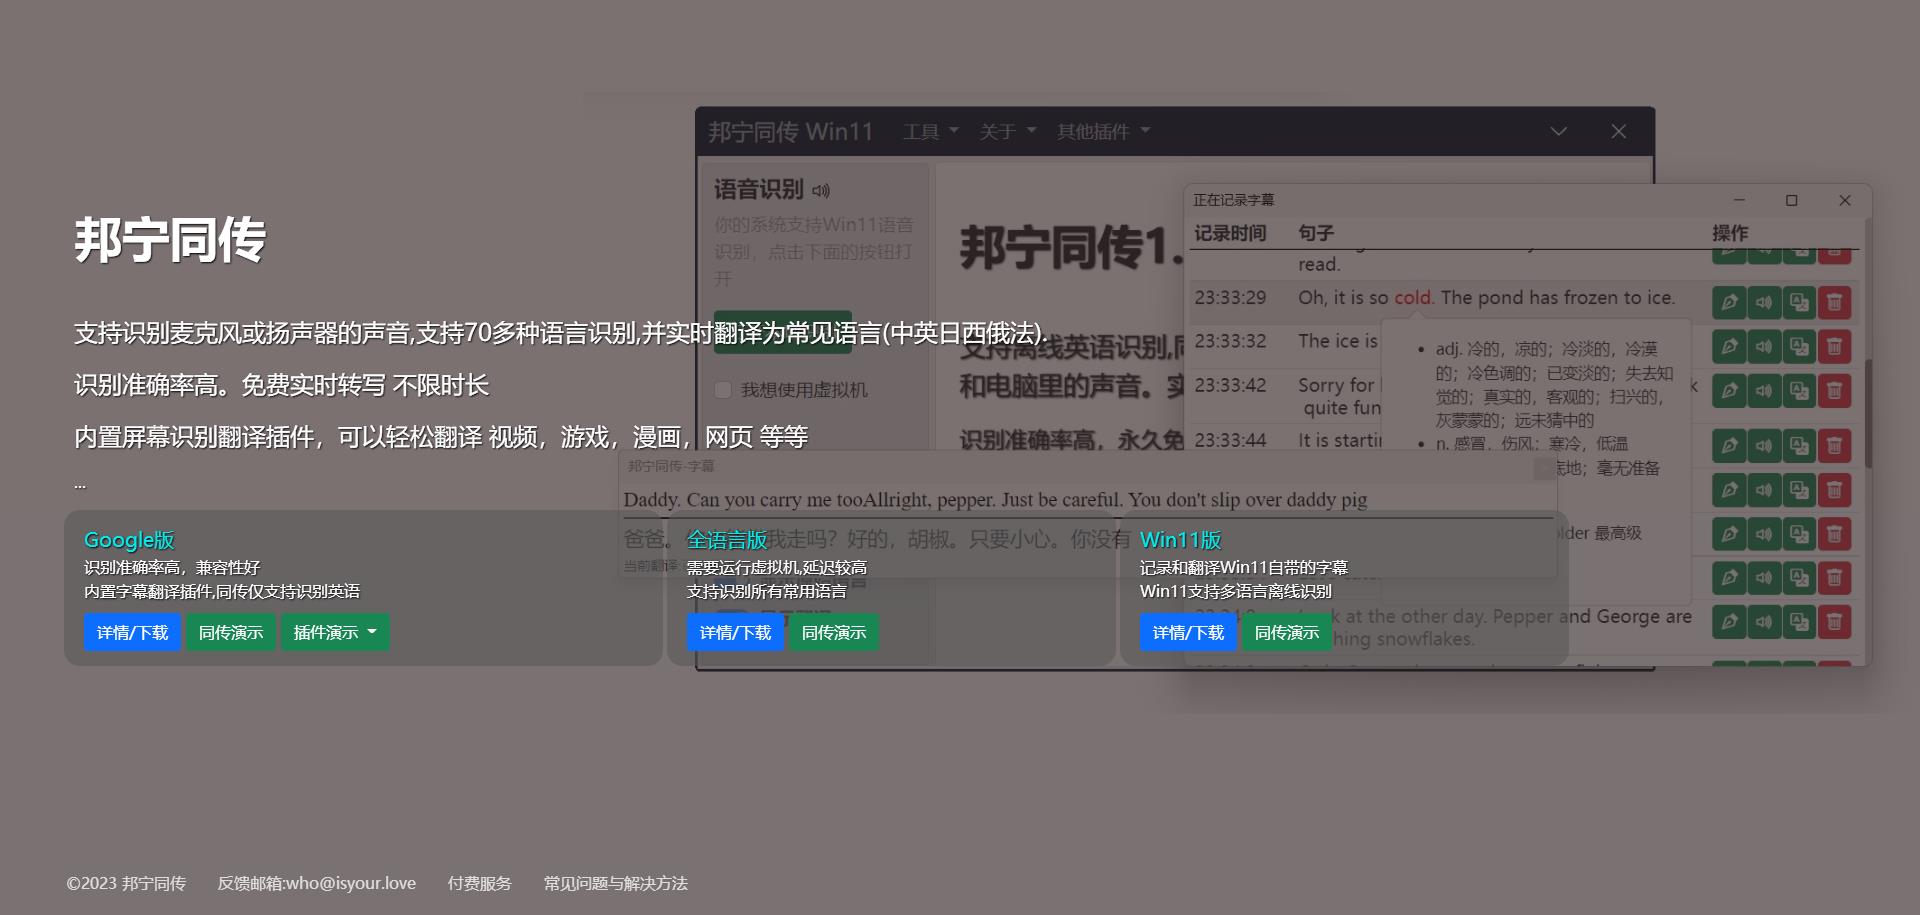 邦宁同传 Win11 工具 关于 其他插件
语音识别
你的系统支持Win11语音
识别，点击下面的按钮打
开
我想使用虚拟机
邦宁同传1.
支持离线英语识别,同
和电脑里的声音。实
识别准确率高，永久免
正在记录字幕
记录时间 句子 操作
read.
23:33:29 Oh, it is so cold. The pond has frozen to ice.
23:33:32 The ice is
23:33:42 Sorry for
quite fun
23:33:44 It is starti
adj. 冷的，凉的；冷淡的，冷漠
的；冷色调的；已变淡的；失去知
觉的；真实的，客观的；扫兴的，
灰蒙蒙的；远未猜中的
n. 感冒，伤风；寒冷，低温
底地；毫无准备
older 最高级
at the other day. Pepper and George are
hing snowflakes.
邦宁同传
支持识别麦克风或扬声器的声音,支持70多种语言识别,并实时翻译为常见语言(中英日西俄法).
识别准确率高。免费实时转写 不限时长
内置屏幕识别翻译插件，可以轻松翻译 视频，游戏，漫画，网页 等等
...
邦宁同传-字幕
Daddy. Can you carry me tooAllright, pepper. Just be careful. You don't slip over daddy pig
爸爸。 我走吗？好的，胡椒。只要小心。你没有
当前翻译:
Google版
识别准确率高，兼容性好
内置字幕翻译插件,同传仅支持识别英语
详情/下载 同传演示 插件演示
全语言版
需要运行虚拟机,延迟较高
支持识别所有常用语言
详情/下载 同传演示
Win11版
记录和翻译Win11自带的字幕
Win11支持多语言离线识别
详情/下载 同传演示
©2023 邦宁同传 反馈邮箱:who@isyour.love 付费服务 常见问题与解决方法